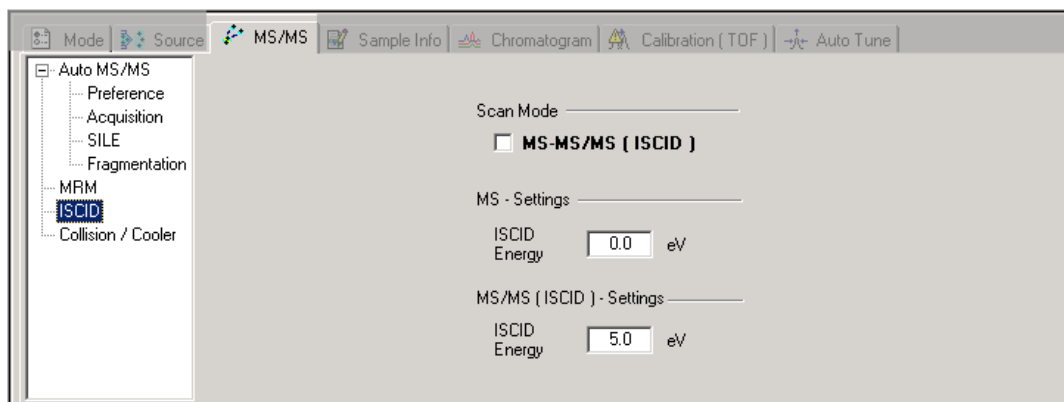 Mode Source MS/MS Sample Info Chromatogram Calibration ( TOF ) Auto Tune
Auto MS/MS
Preference
Acquisition
SILE
Fragmentation
MRM
ISCID
Collision / Cooler
Scan Mode
MS-MS/MS ( ISCID )
MS - Settings
ISCID
Energy 0.0 eV
MS/MS ( ISCID ) - Settings
ISCID
Energy 5.0 eV